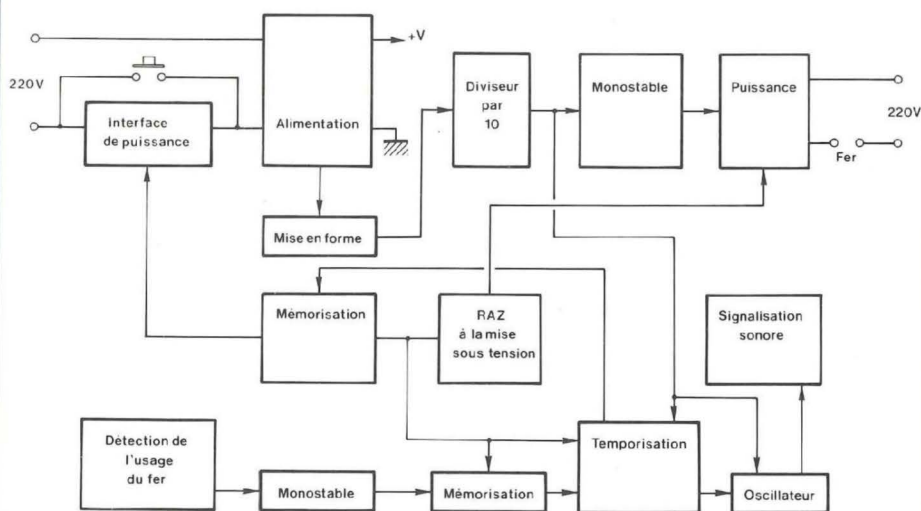 +V
220V
Interface
de puissance
Alimentation
Diviseur
par
10
Monostable
Puissance
220V
Fer
Mise en forme
Mémorisation
RAZ
à la mise
sous tension
Signalisation
sonore
Détection de
l'usage
du fer
Monostable
Mémorisation
Temporisation
Oscillateur